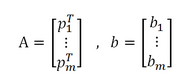 A = [p_1^T ⋮ p_m^T] , b = [b_1 ⋮ b_m]